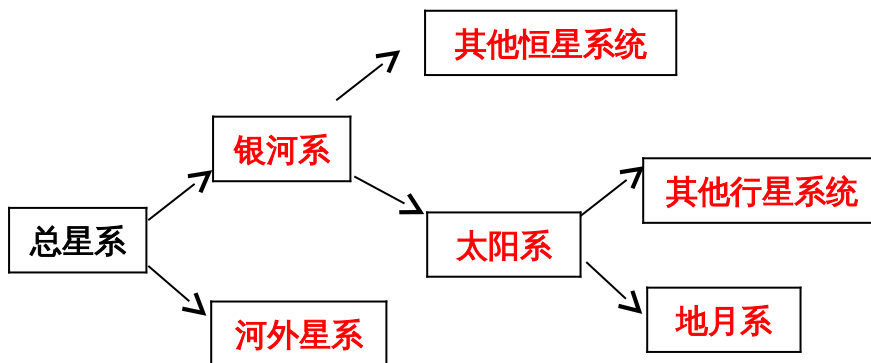 其他恒星系统
银河系
其他行星系统
总星系
太阳系
地月系
河外星系